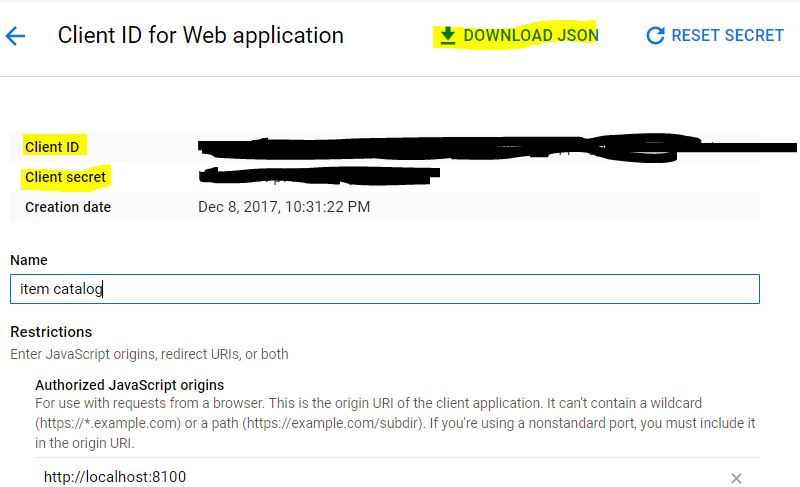 Client ID for Web application DOWNLOAD JSON RESET SECRET
Client ID
Client secret
Creation date Dec 8, 2017, 10:31:22 PM
Name
item catalog
Restrictions
Enter JavaScript origins, redirect URIs, or both
Authorized JavaScript origins
For use with requests from a browser. This is the origin URI of the client application. It can't contain a wildcard
(https://*.example.com) or a path (https://example.com/subdir). If you're using a nonstandard port, you must include it
in the origin URI.
http://localhost:8100